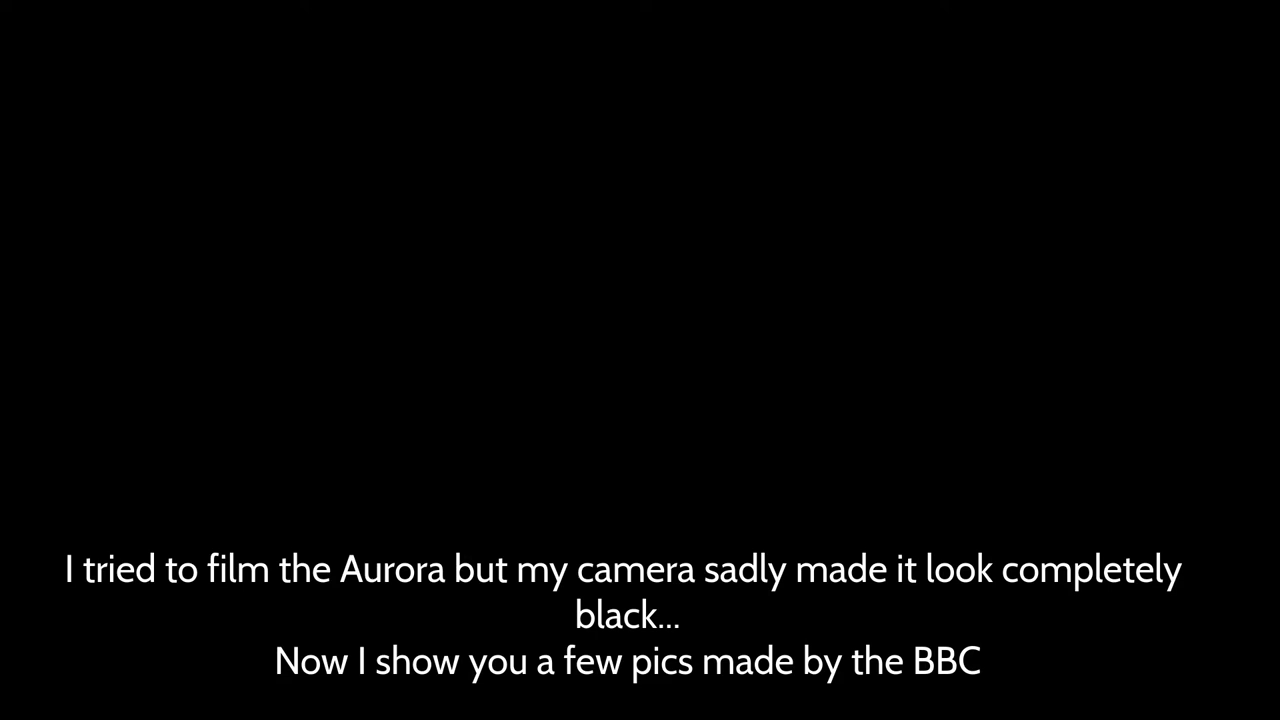 I tried to film the Aurora but my camera sadly made it look completely
black...
Now I show you a few pics made by the BBC